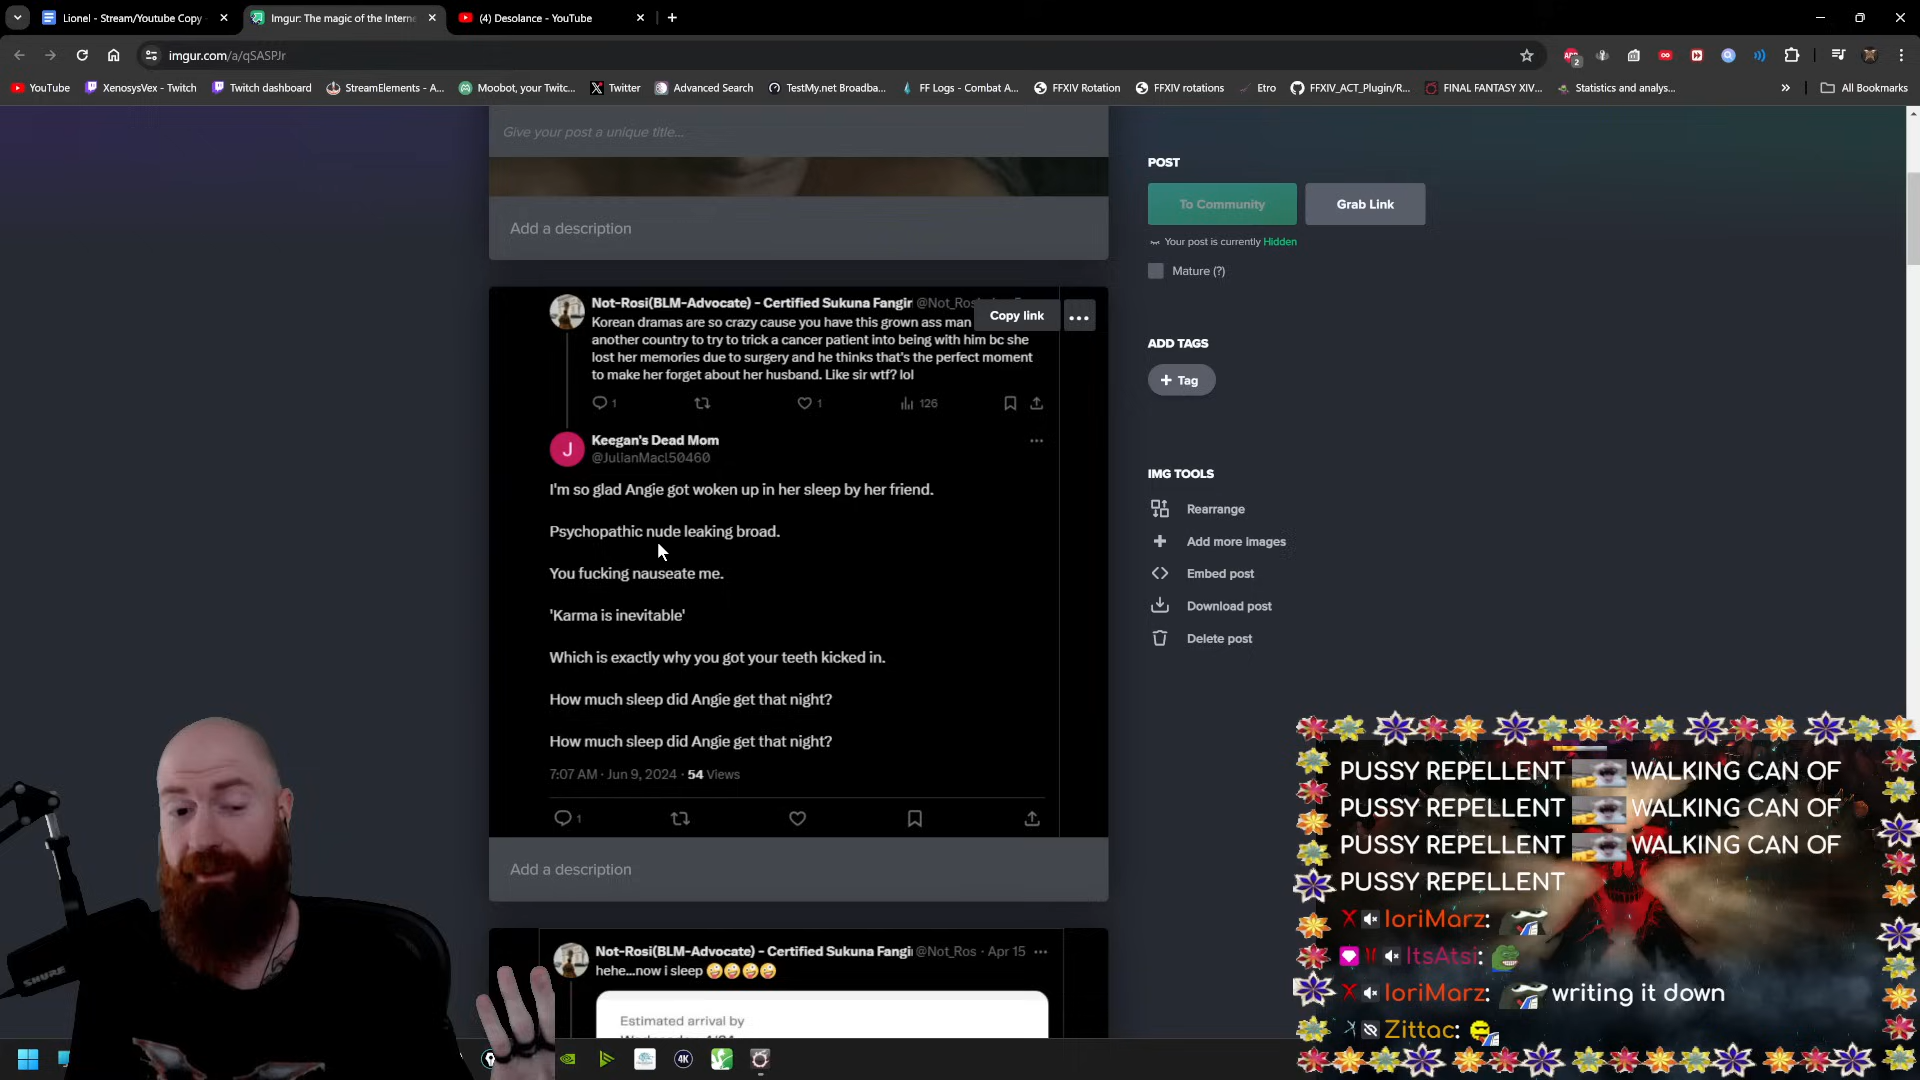 Lionel - Stream/Youtube Copy
Imgur: The magic of the Interne
(4) Desolance - YouTube
imgur.com/a/qSASPJr
2
YouTube
XenosysVex - Twitch
Twitch dashboard
StreamElements - A...
Moobot, your Twitc...
Twitter
Advanced Search
TestMy.net Broadba...
FF Logs - Combat A...
FFXIV Rotation
FFXIV rotations
Etro
FFXIV_ACT_Plugin/R...
FINAL FANTASY XIV...
Statistics and analys...
»
All Bookmarks
Give your post a unique title...
Add a description
POST
To Community
Grab Link
Your post is currently Hidden
Mature (?)
ADD TAGS
+ Tag
IMG TOOLS
Rearrange
Add more images
Embed post
Download post
Delete post
Not-Rosi(BLM-Advocate) - Certified Sukuna Fangir @Not_Ros
Copy link
...
Korean dramas are so crazy cause you have this grown ass man
another country to try to trick a cancer patient into being with him bc she
lost her memories due to surgery and he thinks that's the perfect moment
to make her forget about her husband. Like sir wtf? lol
1
1
126
J
Keegan's Dead Mom
@JulianMacl50460
I'm so glad Angie got woken up in her sleep by her friend.
Psychopathic nude leaking broad.
You fucking nauseate me.
'Karma is inevitable'
Which is exactly why you got your teeth kicked in.
How much sleep did Angie get that night?
How much sleep did Angie get that night?
7:07 AM · Jun 9, 2024 · 54 Views
1
Add a description
Not-Rosi(BLM-Advocate) - Certified Sukuna Fangi @Not_Ros · Apr 15 ...
hehe...now i sleep 🤪🤪🤪🤪
Estimated arrival by
SHURE
4K
PUSSY REPELLENT WALKING CAN OF
PUSSY REPELLENT WALKING CAN OF
PUSSY REPELLENT WALKING CAN OF
PUSSY REPELLENT
IoriMarz:
ItsAtsi:
IoriMarz: writing it down
Zittac: